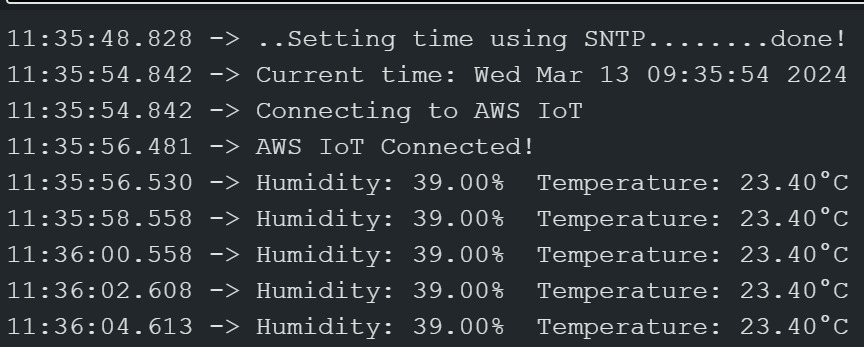 11:35:48.828 -> ..Setting time using SNTP........done!
11:35:54.842 -> Current time: Wed Mar 13 09:35:54 2024
11:35:54.842 -> Connecting to AWS IoT
11:35:56.481 -> AWS IoT Connected!
11:35:56.530 -> Humidity: 39.00%  Temperature: 23.40°C
11:35:58.558 -> Humidity: 39.00%  Temperature: 23.40°C
11:36:00.558 -> Humidity: 39.00%  Temperature: 23.40°C
11:36:02.608 -> Humidity: 39.00%  Temperature: 23.40°C
11:36:04.613 -> Humidity: 39.00%  Temperature: 23.40°C